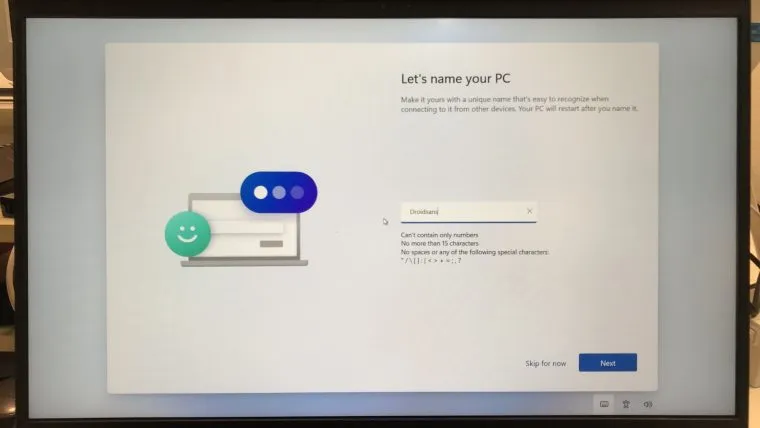 Let's name your PC
Make it yours with a unique name that's easy to recognize when
connecting to it from other devices. Your PC will restart after you name it.
Droidsans
Can't contain only numbers
No more than 15 characters
No spaces or any of the following special characters:
Skip for now
Next